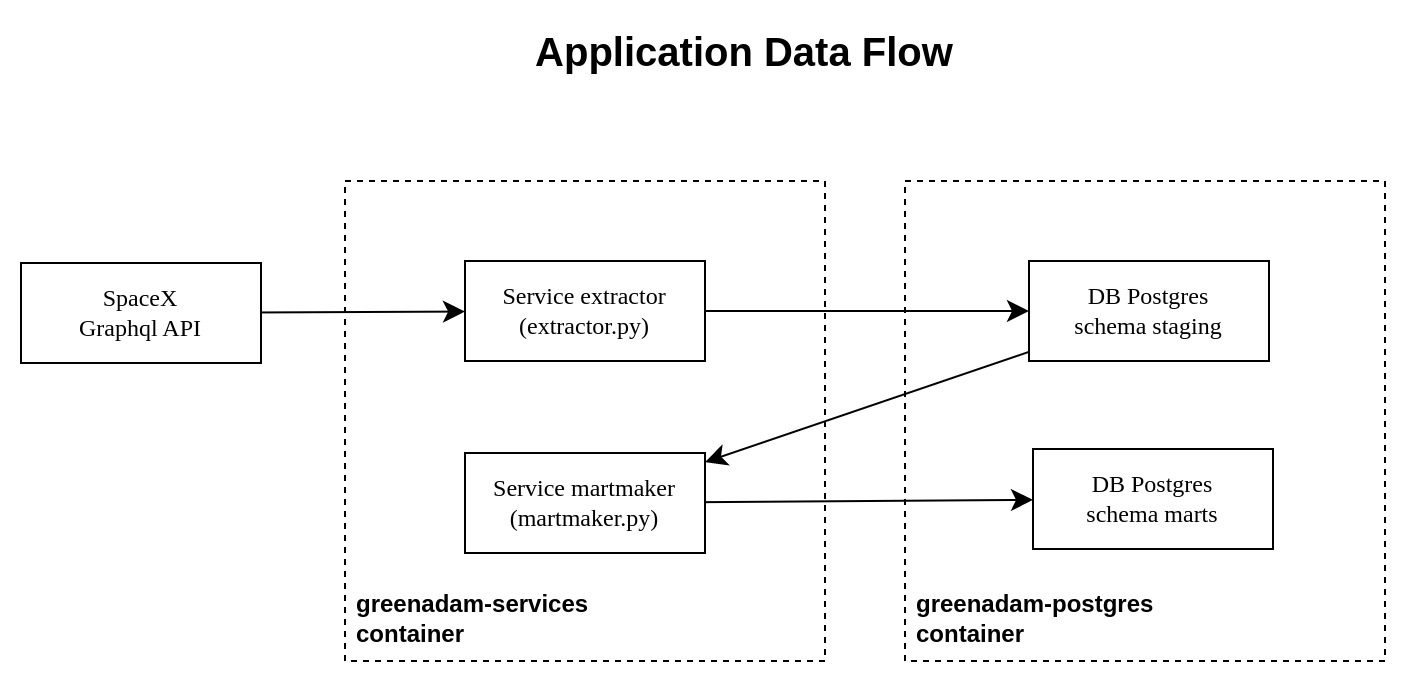 Application Data Flow
SpaceX
Graphql API
Service extractor
(extractor.py)
DB Postgres
schema staging
Service martmaker
(martmaker.py)
DB Postgres
schema marts
greenadam-services
container
greenadam-postgres
container